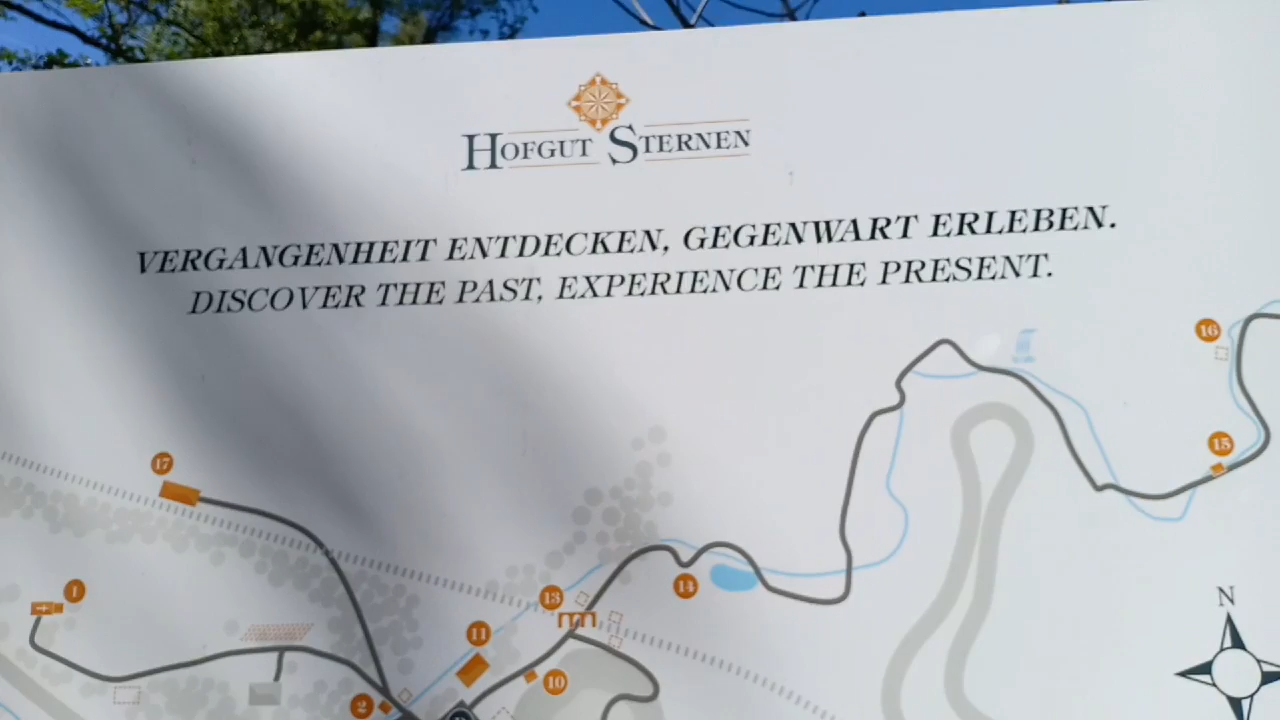 HOFGUT STERNEN
VERGANGENHEIT ENTDECKEN, GEGENWART ERLEBEN.
DISCOVER THE PAST, EXPERIENCE THE PRESENT.
16
15
17
14
1
13
N
11
10
2